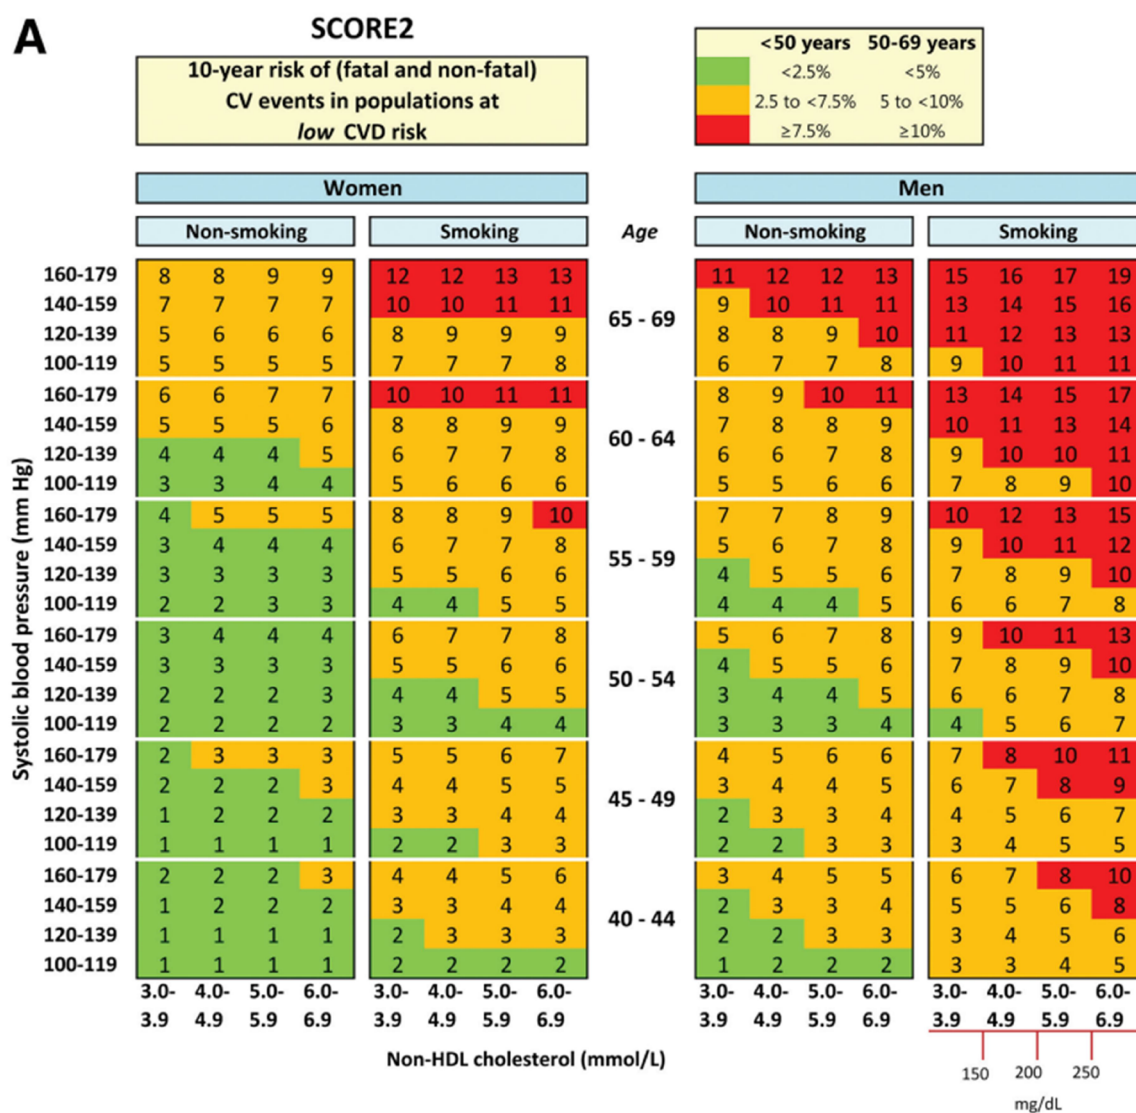 A
SCORE2
10-year risk of (fatal and non-fatal)
CV events in populations at
low CVD risk
<50 years 50-69 years
<2.5% <5%
2.5 to <7.5% 5 to <10%
≥7.5% ≥10%
Women Men
Non-smoking Smoking Age Non-smoking Smoking
Systolic blood pressure (mm Hg)
160-179 8 8 9 9 12 12 13 13 11 12 12 13 15 16 17 19
140-159 7 7 7 7 10 10 11 11 9 10 11 11 13 14 15 16
65 - 69
120-139 5 6 6 6 8 9 9 9 8 8 9 10 11 12 13 13
100-119 5 5 5 5 7 7 7 8 6 7 7 8 9 10 11 11
160-179 6 6 7 7 10 10 11 11 8 9 10 11 13 14 15 17
140-159 5 5 5 6 8 8 9 9 7 8 8 9 10 11 13 14
60 - 64
120-139 4 4 4 5 6 7 7 8 6 6 7 8 9 10 10 11
100-119 3 3 4 4 5 6 6 6 5 5 6 6 7 8 9 10
160-179 4 5 5 5 8 8 9 10 7 7 8 9 10 12 13 15
140-159 3 4 4 4 6 7 7 8 5 6 7 8 9 10 11 12
55 - 59
120-139 3 3 3 3 5 5 6 6 4 5 5 6 7 8 9 10
100-119 2 2 3 3 4 4 5 5 4 4 4 5 6 6 7 8
160-179 3 4 4 4 6 7 7 8 5 6 7 8 9 10 11 13
140-159 3 3 3 3 5 5 6 6 4 5 5 6 7 8 9 10
50 - 54
120-139 2 2 2 3 4 4 5 5 3 4 4 5 6 6 7 8
100-119 2 2 2 2 3 3 4 4 3 3 3 4 4 5 6 7
160-179 2 3 3 3 5 5 6 7 4 5 6 6 7 8 10 11
140-159 2 2 2 3 4 4 5 5 3 4 4 5 6 7 8 9
45 - 49
120-139 1 2 2 2 3 3 4 4 2 3 3 4 4 5 6 7
100-119 1 1 1 1 2 2 3 3 2 2 3 3 3 4 5 5
160-179 2 2 2 3 4 4 5 6 3 4 5 5 6 7 8 10
140-159 1 2 2 2 3 3 4 4 2 3 3 4 5 5 6 8
40 - 44
120-139 1 1 1 1 2 3 3 3 2 2 3 3 3 4 5 6
100-119 1 1 1 1 2 2 2 2 1 2 2 2 3 3 4 5
3.0- 4.0- 5.0- 6.0- 3.0- 4.0- 5.0- 6.0- 3.0- 4.0- 5.0- 6.0- 3.0- 4.0- 5.0- 6.0-
3.9 4.9 5.9 6.9 3.9 4.9 5.9 6.9 3.9 4.9 5.9 6.9 3.9 4.9 5.9 6.9
Non-HDL cholesterol (mmol/L)
150 200 250
mg/dL